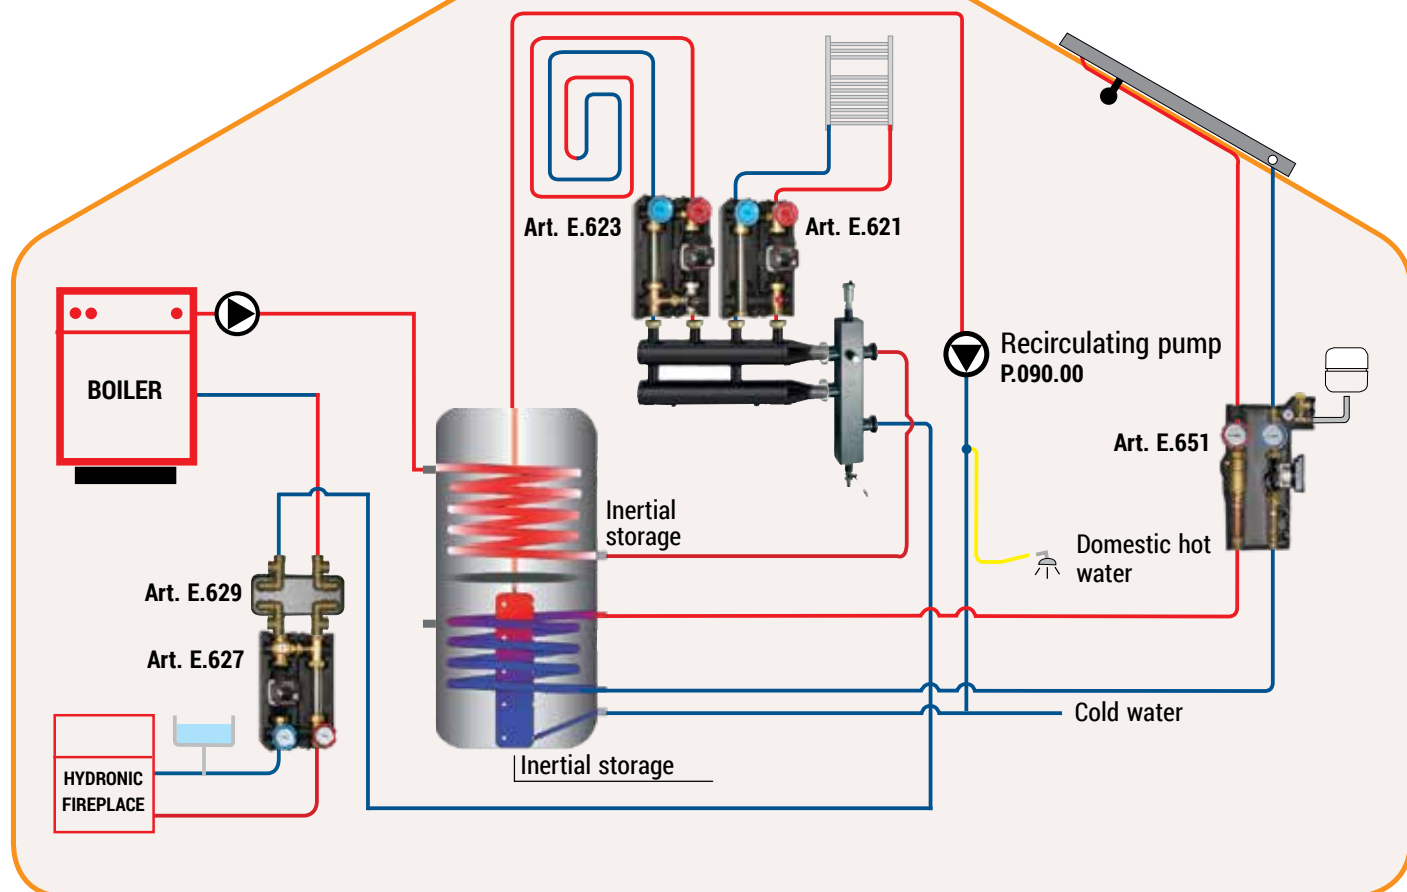 Art. E.623
Art. E.621
BOILER
Recirculating pump
P.090.00
Art. E.651
Inertial
storage
Domestic hot
water
Art. E.629
Art. E.627
Cold water
Inertial storage
HYDRONIC
FIREPLACE